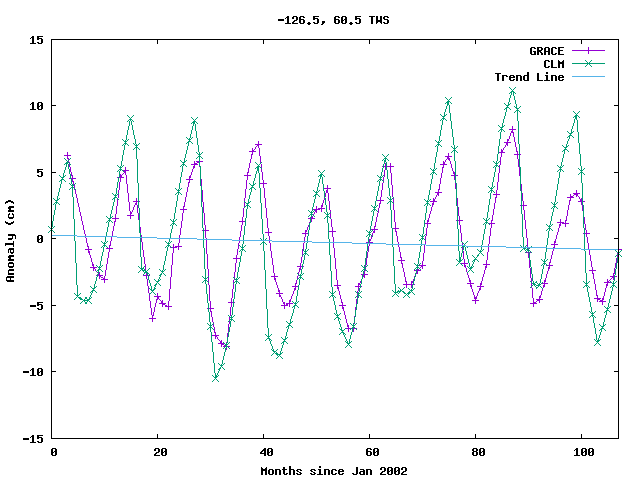 -126.5, 60.5 TWS
GRACE
CLM
Trend Line
15
10
5
0
-5
-10
-15
Anomaly (cm)
0 20 40 60 80 100
Months since Jan 2002